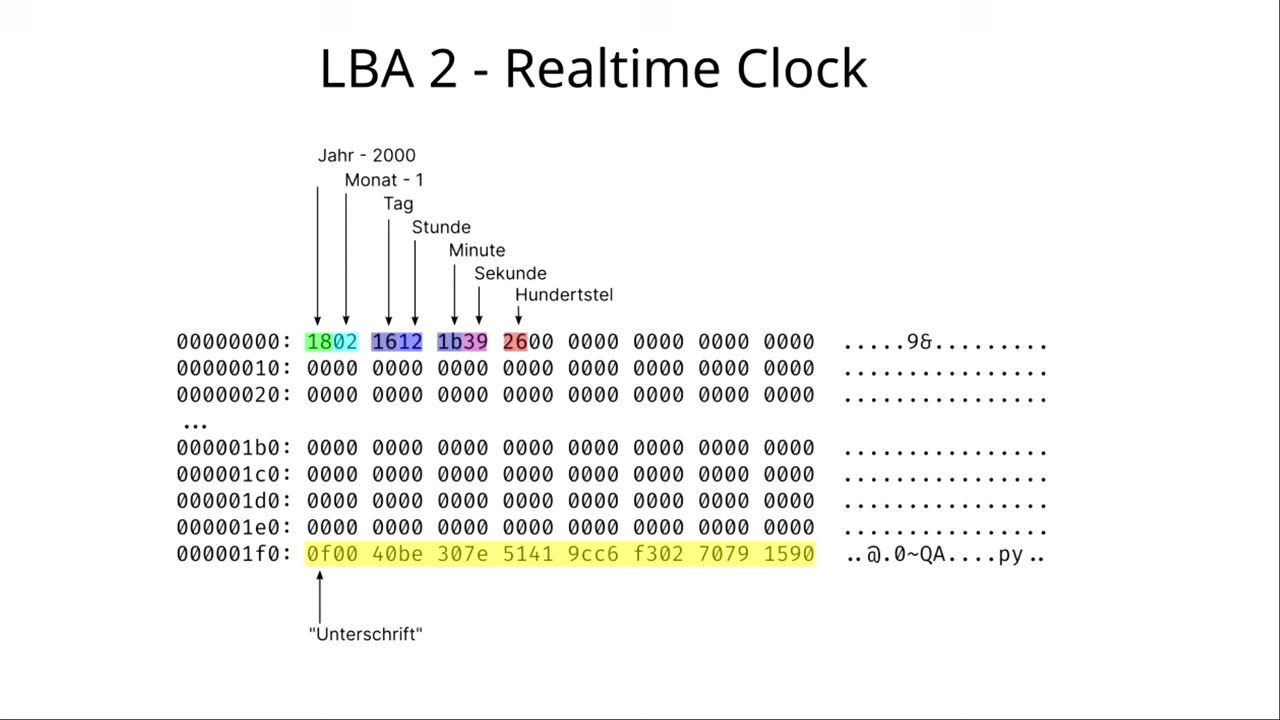 LBA 2 - Realtime Clock
Jahr - 2000
Monat - 1
Tag
Stunde
Minute
Sekunde
Hundertstel
00000000: 1802 1612 1b39 2600 0000 0000 0000 0000 .....9&.........
00000010: 0000 0000 0000 0000 0000 0000 0000 0000 ................
00000020: 0000 0000 0000 0000 0000 0000 0000 0000 ................
...
000001b0: 0000 0000 0000 0000 0000 0000 0000 0000 ................
000001c0: 0000 0000 0000 0000 0000 0000 0000 0000 ................
000001d0: 0000 0000 0000 0000 0000 0000 0000 0000 ................
000001e0: 0000 0000 0000 0000 0000 0000 0000 0000 ................
000001f0: 0f00 40be 307e 5141 9cc6 f302 7079 1590 ..@.0~QA....py..
"Unterschrift"